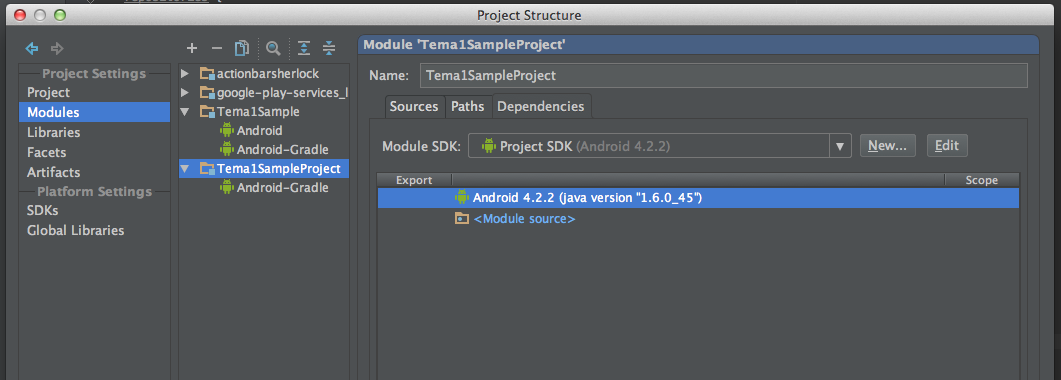 Project Structure
Project Settings
Project
Modules
Libraries
Facets
Artifacts
Platform Settings
SDKs
Global Libraries
actionbarsherlock
google-play-services_l
Tema1Sample
Android
Android-Gradle
Tema1SampleProject
Android-Gradle
Module 'Tema1SampleProject'
Name: Tema1SampleProject
Sources Paths Dependencies
Module SDK: Project SDK (Android 4.2.2) New... Edit
Export Scope
Android 4.2.2 (java version "1.6.0_45")
<Module source>